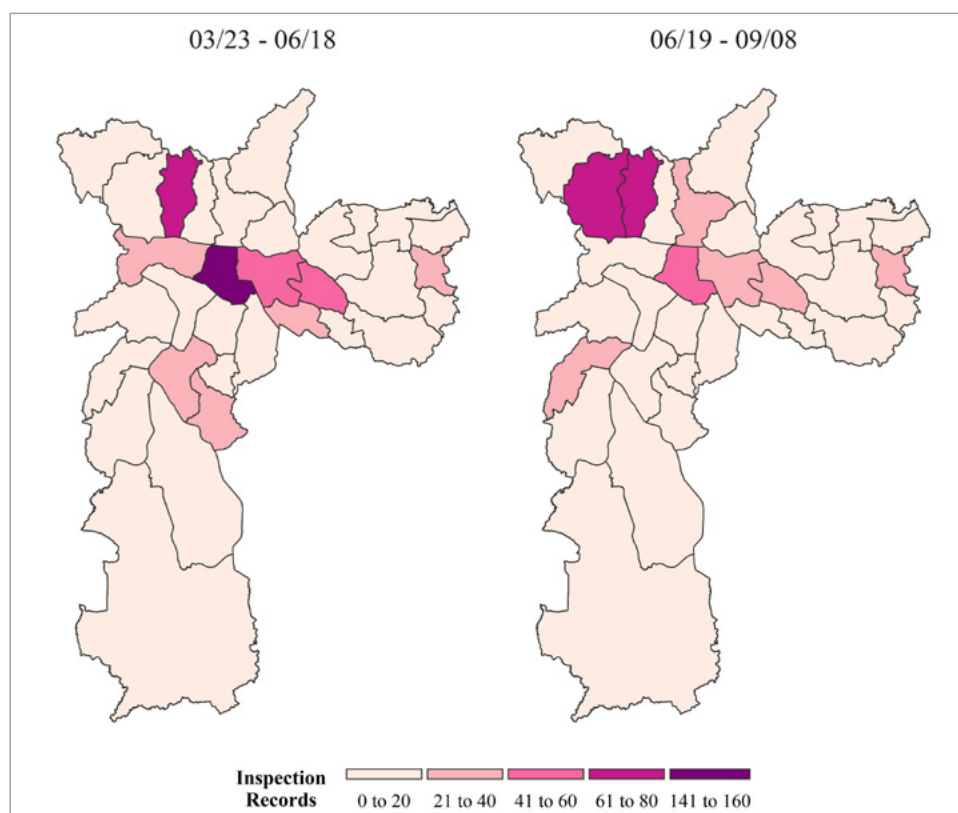 03/23 - 06/18
06/19 - 09/08
Inspection
Records
0 to 20
21 to 40
41 to 60
61 to 80
141 to 160